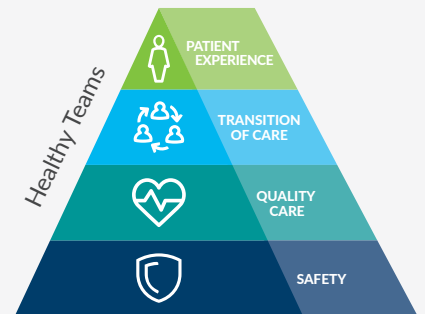 Healthy Teams
PATIENT
EXPERIENCE
TRANSITION
OF CARE
QUALITY
CARE
SAFETY